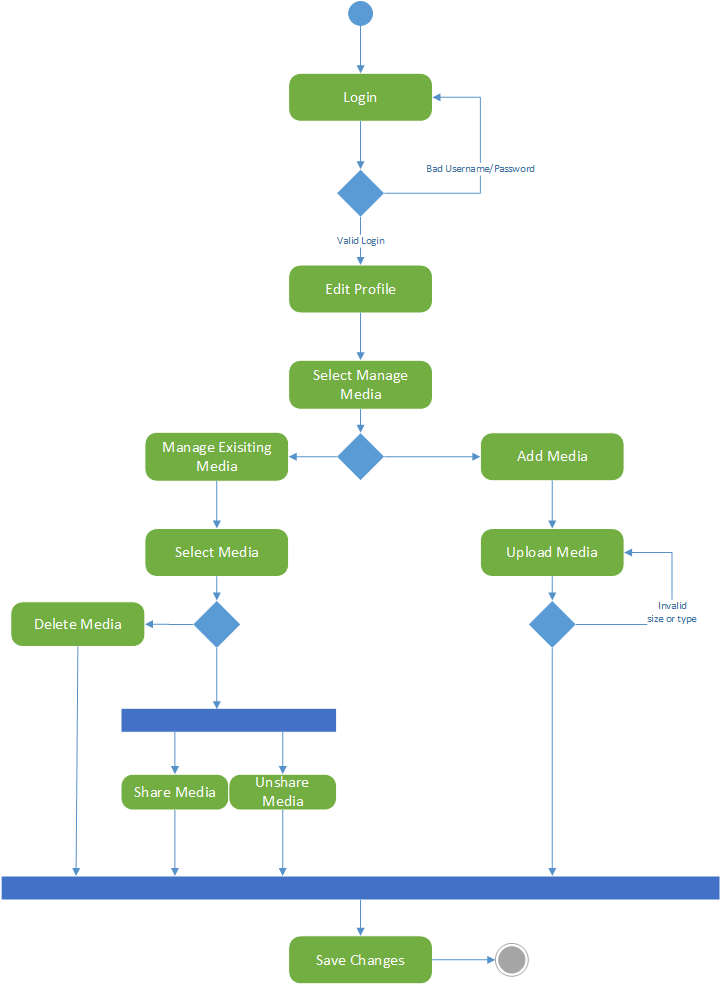 Login
Bad Username/Password
Valid Login
Edit Profile
Select Manage
Media
Manage Exisiting
Media
Add Media
Select Media
Upload Media
Invalid
size or type
Delete Media
Share Media
Unshare
Media
Save Changes